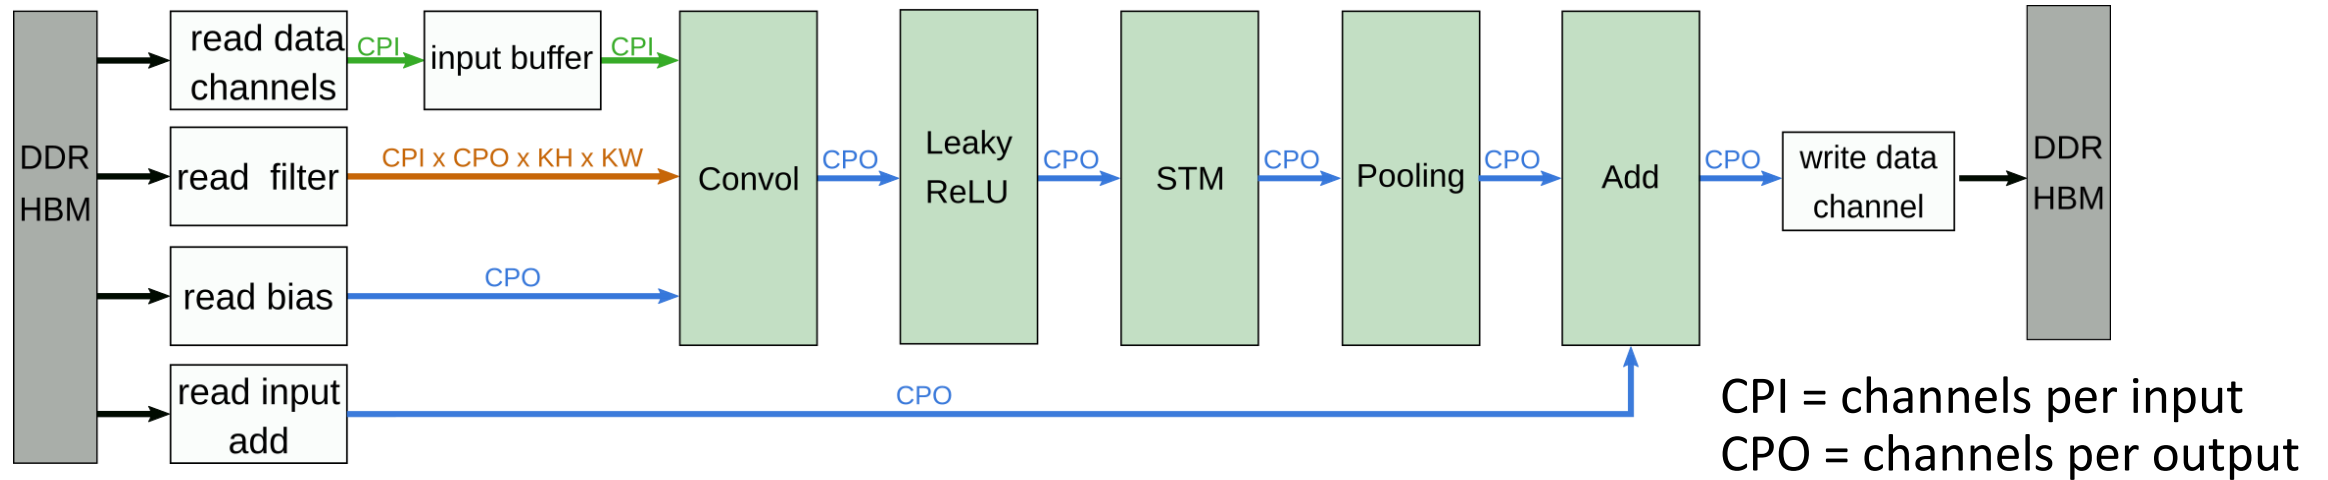 DDR
HBM
read data
channels
CPI
input buffer
CPI
read filter
CPI x CPO x KH x KW
read bias
CPO
read input
add
CPO
Convol
CPO
Leaky
ReLU
CPO
STM
CPO
Pooling
CPO
Add
CPO
write data
channel
DDR
HBM
CPI = channels per input
CPO = channels per output